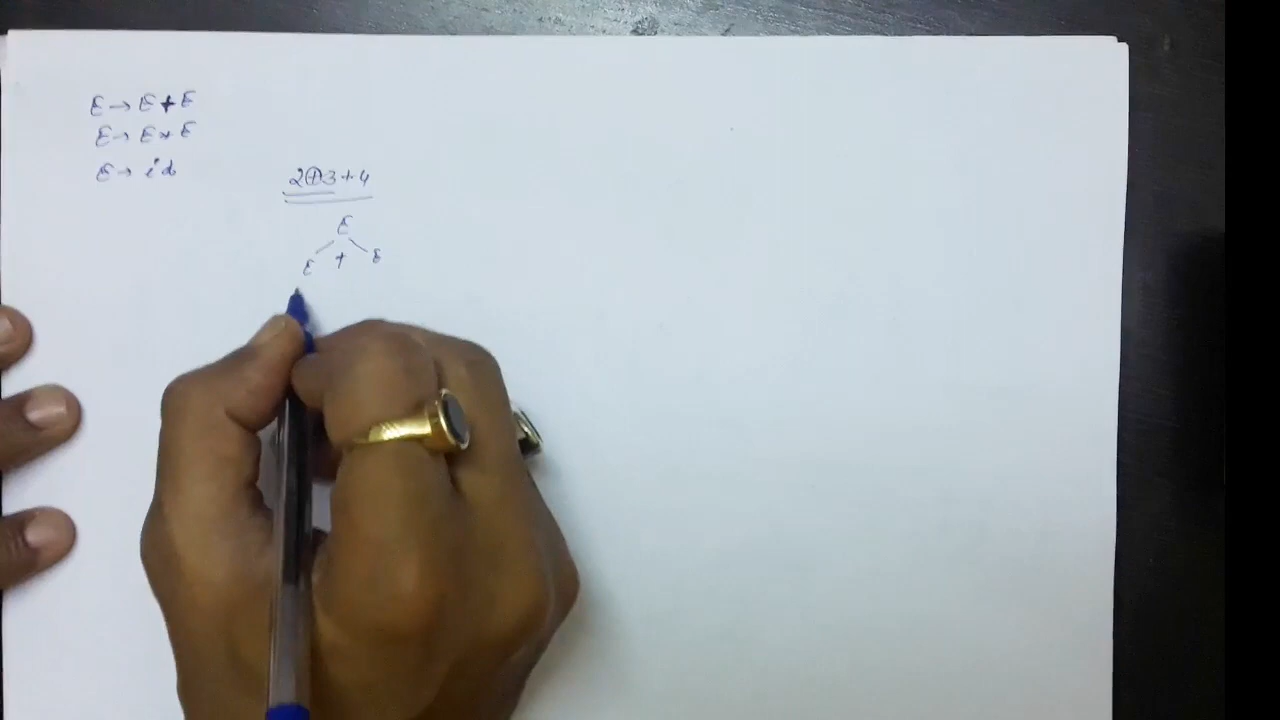 E → E + E
E → E * E
E → id
2+3+4
E
E + E